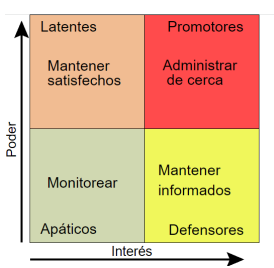 Latentes
Promotores
Mantener
satisfechos
Administrar
de cerca
Poder
Monitorear
Mantener
informados
Apáticos
Defensores
Interés